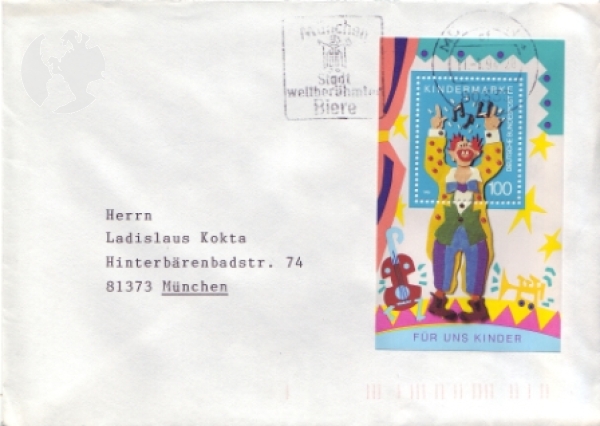 München
Stadt
weltberühmter
Biere
KINDERMARKE
DEUTSCHE BUNDESPOST
100
FÜR UNS KINDER
Herrn
Ladislaus Kokta
Hinterbärenbadstr. 74
81373 München